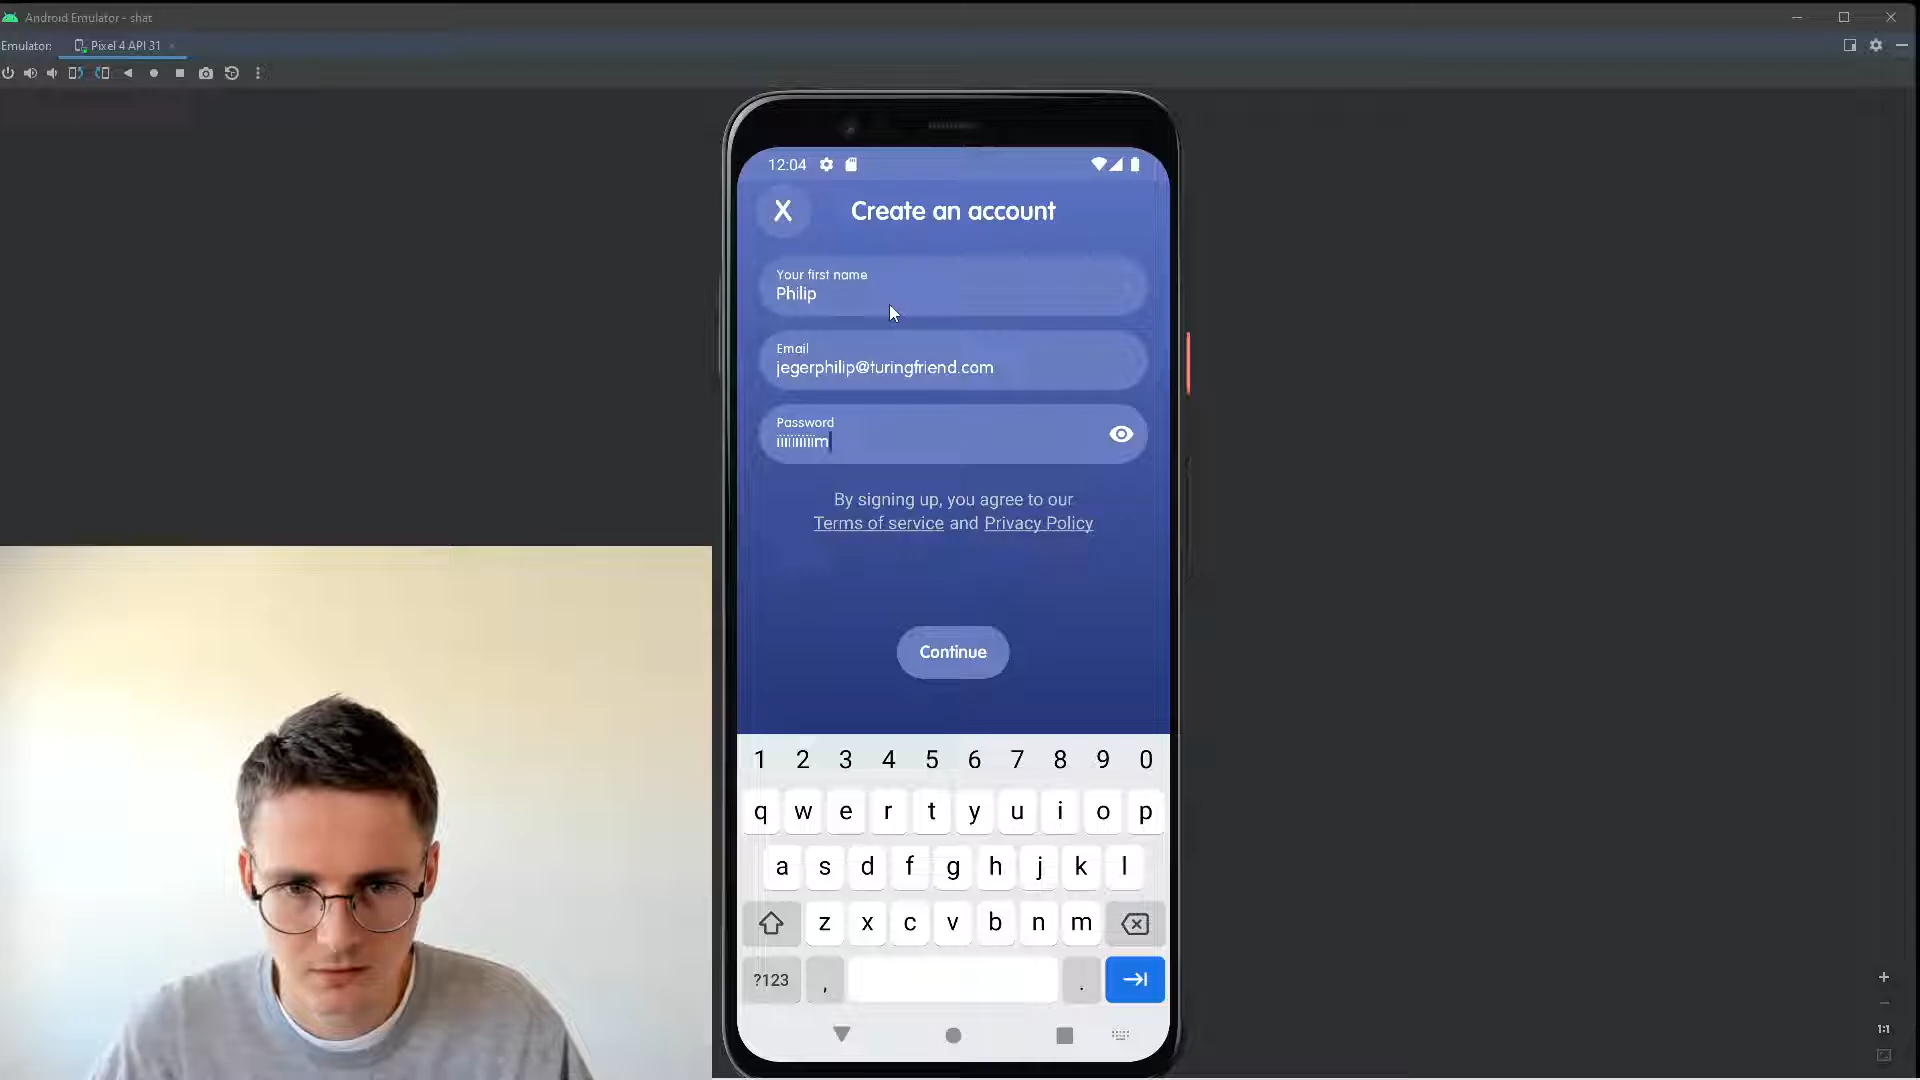 Android Emulator - shat
Emulator: Pixel 4 API 31
12:04
X Create an account
Your first name
Philip
Email
jegerphilip@turingfriend.com
Password
By signing up, you agree to our
Terms of service and Privacy Policy
Continue
1 2 3 4 5 6 7 8 9 0
q w e r t y u i o p
a s d f g h j k l
z x c v b n m
?123 , .
1:1